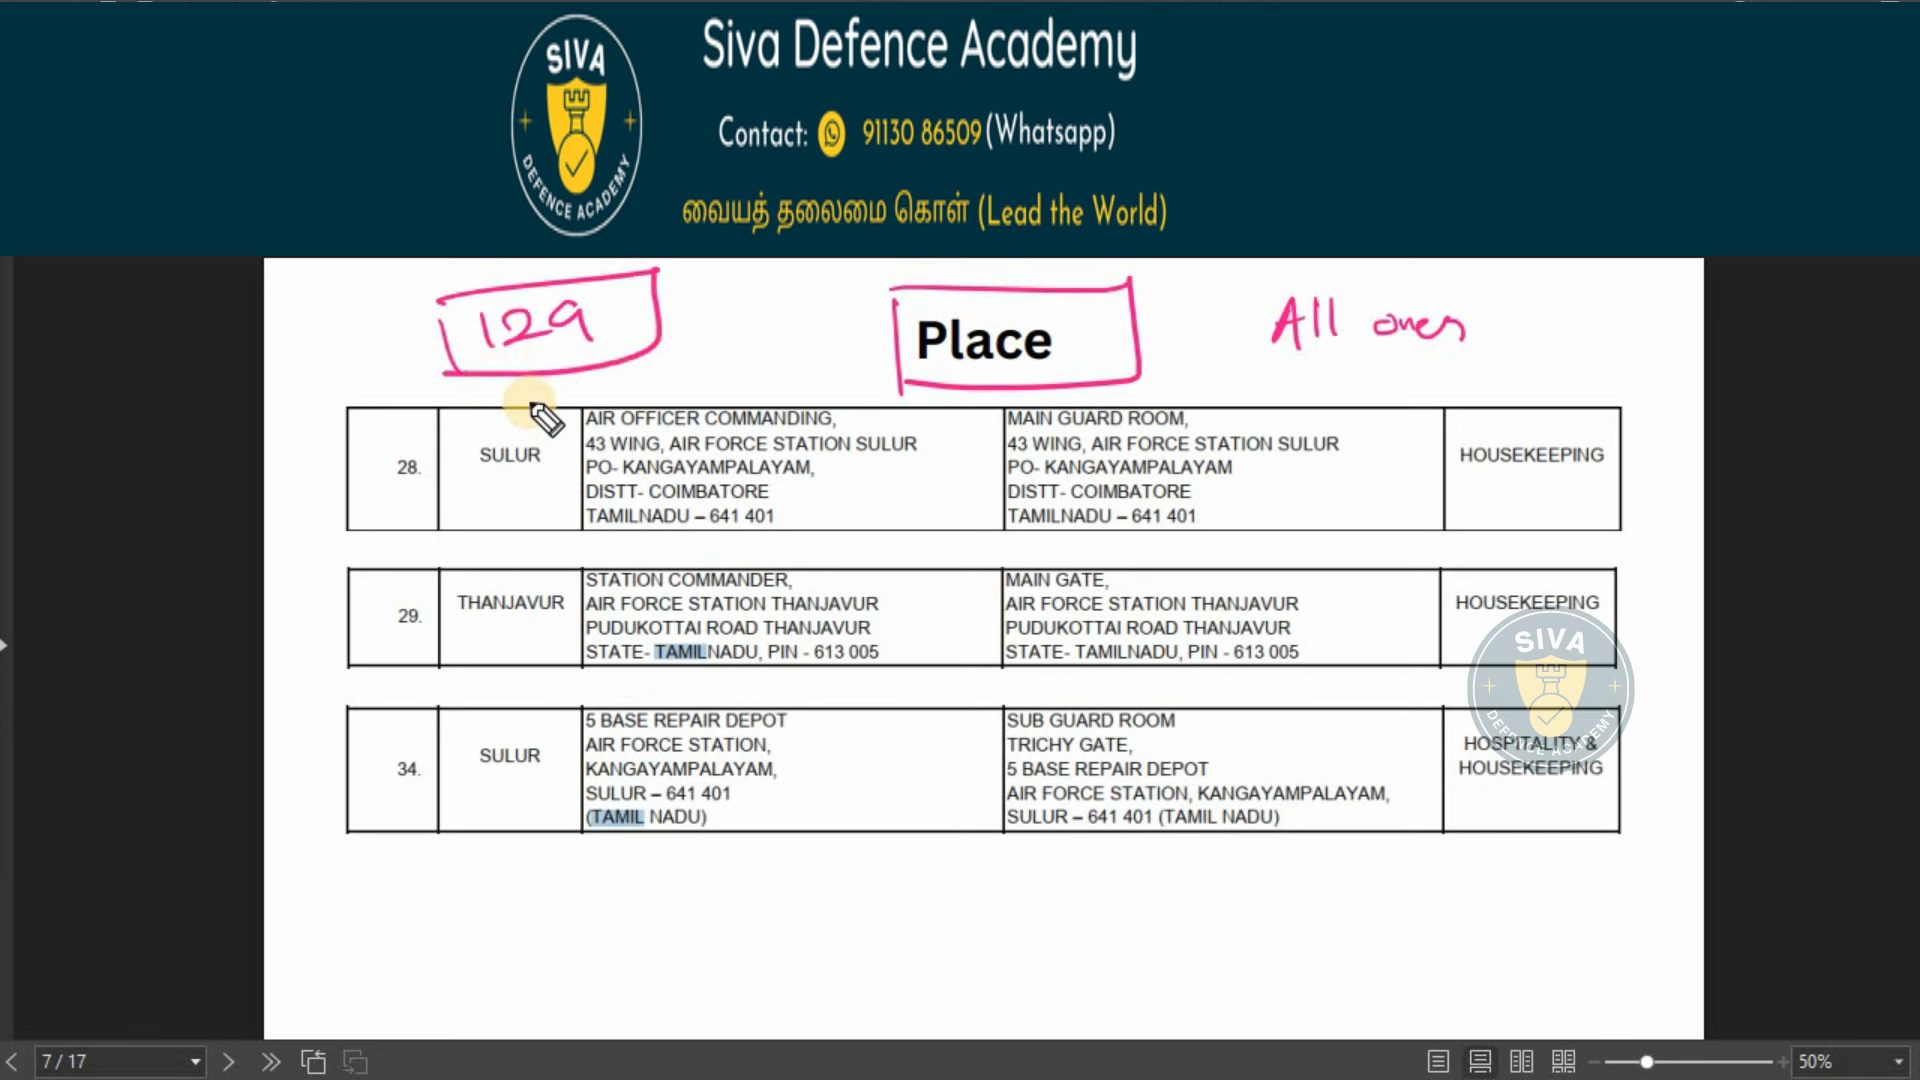 SIVA
DEFENCE ACADEMY
Siva Defence Academy
Contact: 91130 86509 (Whatsapp)
வையத் தலைமை கொள் (Lead the World)
129
Place
All
28.
SULUR
AIR OFFICER COMMANDING,
43 WING, AIR FORCE STATION SULUR
PO- KANGAYAMPALAYAM,
DISTT- COIMBATORE
TAMILNADU – 641 401
MAIN GUARD ROOM,
43 WING, AIR FORCE STATION SULUR
PO- KANGAYAMPALAYAM
DISTT- COIMBATORE
TAMILNADU – 641 401
HOUSEKEEPING
29.
THANJAVUR
STATION COMMANDER,
AIR FORCE STATION THANJAVUR
PUDUKOTTAI ROAD THANJAVUR
STATE- TAMILNADU, PIN - 613 005
MAIN GATE,
AIR FORCE STATION THANJAVUR
PUDUKOTTAI ROAD THANJAVUR
STATE- TAMILNADU, PIN - 613 005
HOUSEKEEPING
34.
SULUR
5 BASE REPAIR DEPOT
AIR FORCE STATION,
KANGAYAMPALAYAM,
SULUR – 641 401
(TAMIL NADU)
SUB GUARD ROOM
TRICHY GATE,
5 BASE REPAIR DEPOT
AIR FORCE STATION, KANGAYAMPALAYAM,
SULUR – 641 401 (TAMIL NADU)
HOSPITALITY &
HOUSEKEEPING
SIVA
DEFENCE ACADEMY
7 / 17
50%